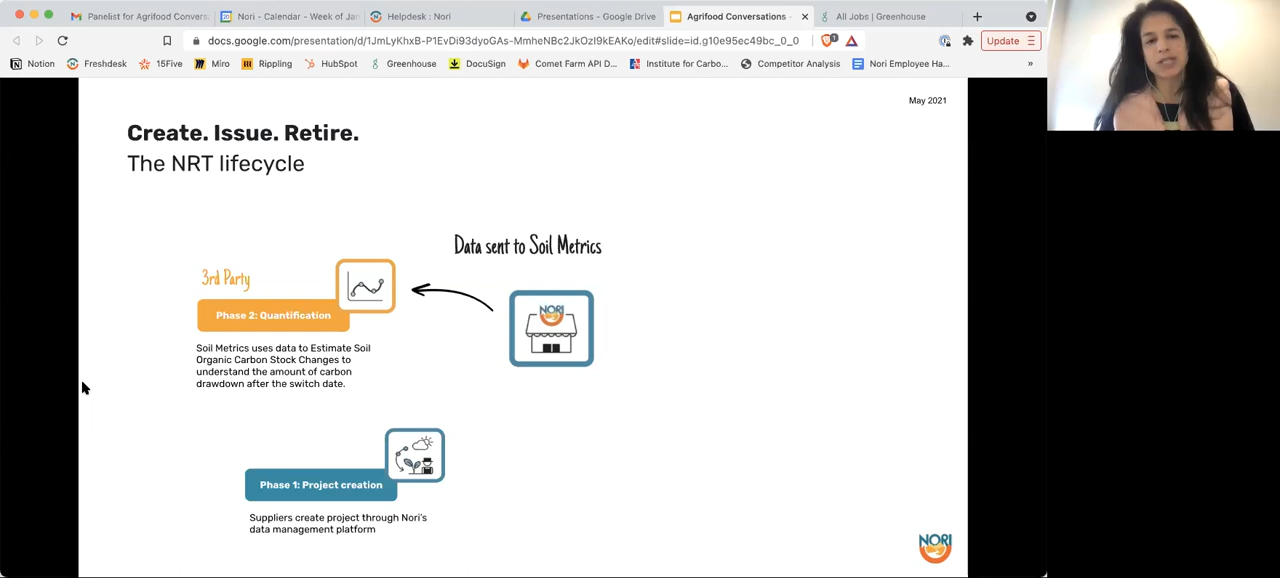 Panelist for Agrifood Convers
Nori - Calendar - Week of Jan
Helpdesk : Nori
Presentations - Google Drive
Agrifood Conversations -
All Jobs | Greenhouse
docs.google.com/presentation/d/1JmLyKhxB-P1EvDi93dyoGAs-MmheNBc2JkOzI9kEAKo/edit#slide=id.g10e95ec49bc_0_0
1
Update
Notion
Freshdesk
15Five
Miro
Rippling
HubSpot
Greenhouse
DocuSign
Comet Farm API D...
Institute for Carbo...
Competitor Analysis
Nori Employee Ha...
»
May 2021
Create. Issue. Retire.
The NRT lifecycle
Data sent to Soil Metrics
3rd Party
NORI
Phase 2: Quantification
Soil Metrics uses data to Estimate Soil
Organic Carbon Stock Changes to
understand the amount of carbon
drawdown after the switch date.
Phase 1: Project creation
Suppliers create project through Nori's
data management platform
NORI